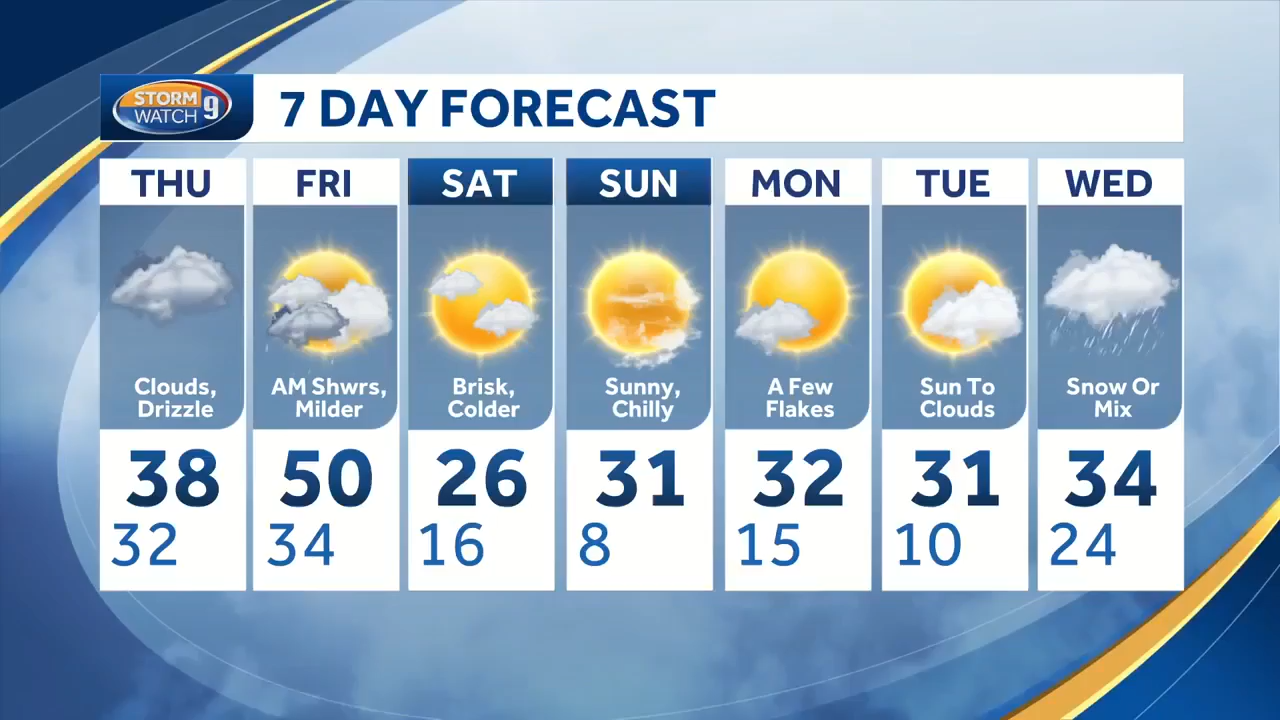 STORM
WATCH 9
7 DAY FORECAST
THU
Clouds,
Drizzle
38
32
FRI
AM Shwrs,
Milder
50
34
SAT
Brisk,
Colder
26
16
SUN
Sunny,
Chilly
31
8
MON
A Few
Flakes
32
15
TUE
Sun To
Clouds
31
10
WED
Snow Or
Mix
34
24